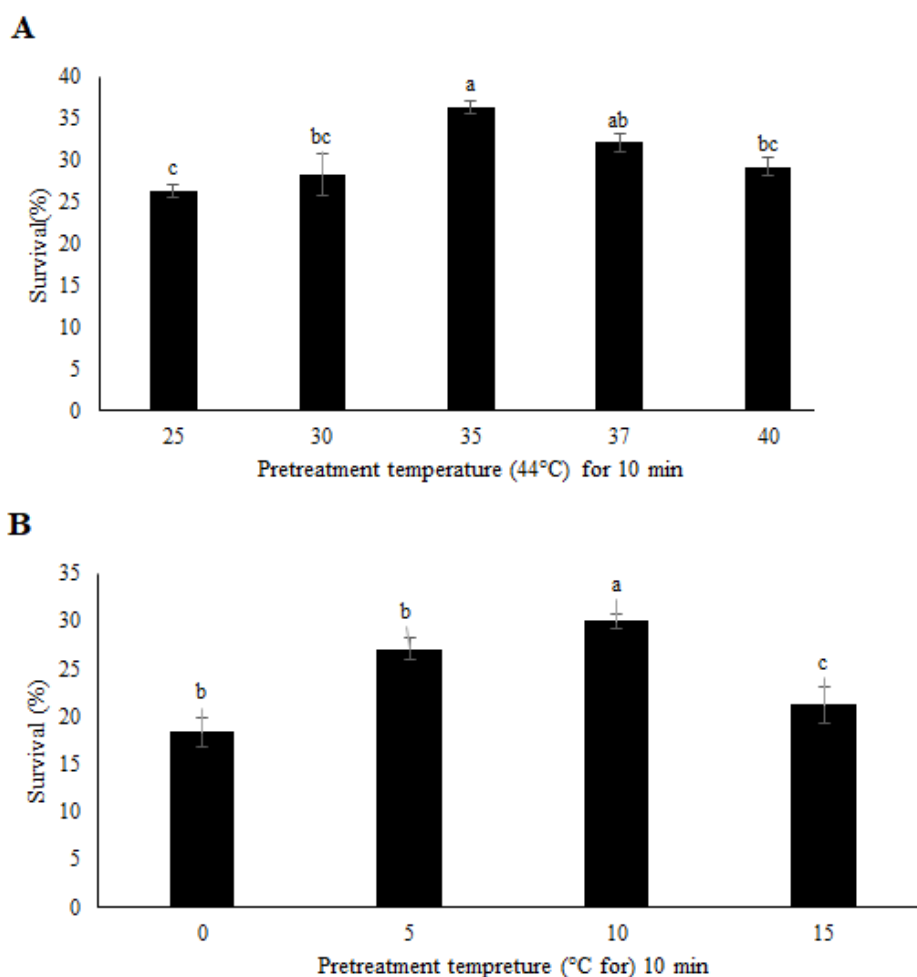 A
40
35
30
25
20
15
10
5
0
Survival(%)
c
bc
a
ab
bc
25 30 35 37 40
Pretreatment temperature (44°C) for 10 min
B
35
30
25
20
15
10
5
0
Survival (%)
b
b
a
c
0 5 10 15
Pretreatment tempreture (°C for) 10 min